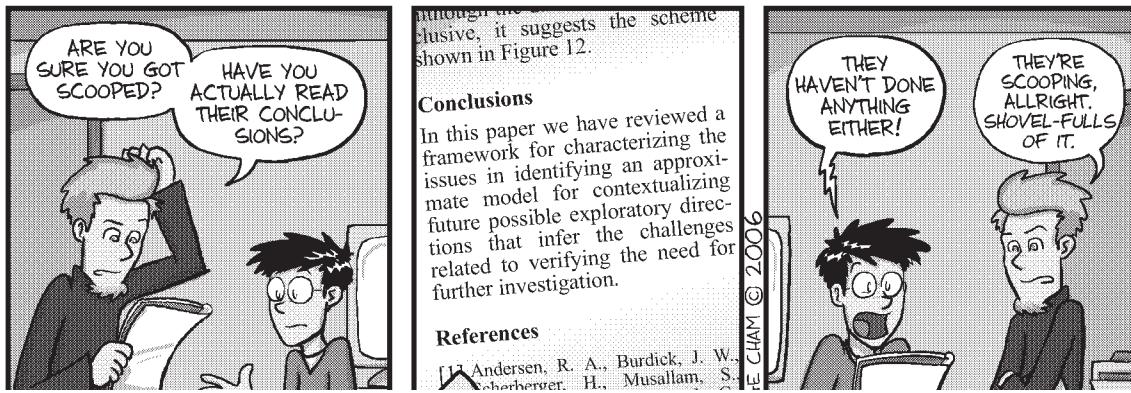 ARE YOU
SURE YOU GOT
SCOOPED?
HAVE YOU
ACTUALLY READ
THEIR CONCLU-
SIONS?
although the
clusive, it suggests the scheme
shown in Figure 12.
Conclusions
In this paper we have reviewed a
framework for characterizing the
issues in identifying an approxi-
mate model for contextualizing
future possible exploratory direc-
tions that infer the challenges
related to verifying the need for
further investigation.
References
[1] Andersen, R. A., Burdick, J. W.,
Scherberger, H., Musallam, S.,
CHAM © 2006
THEY
HAVEN'T DONE
ANYTHING
EITHER!
THEY'RE
SCOOPING,
ALLRIGHT.
SHOVEL-FULLS
OF IT.